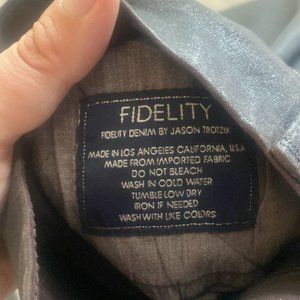 FIDELITY
FIDELITY DENIM BY JASON TROTZUK
MADE IN LOS ANGELES CALIFORNIA, U.S.A
MADE FROM IMPORTED FABRIC
DO NOT BLEACH
WASH IN COLD WATER
TUMBLE LOW DRY
IRON IF NEEDED
WASH WITH LIKE COLORS